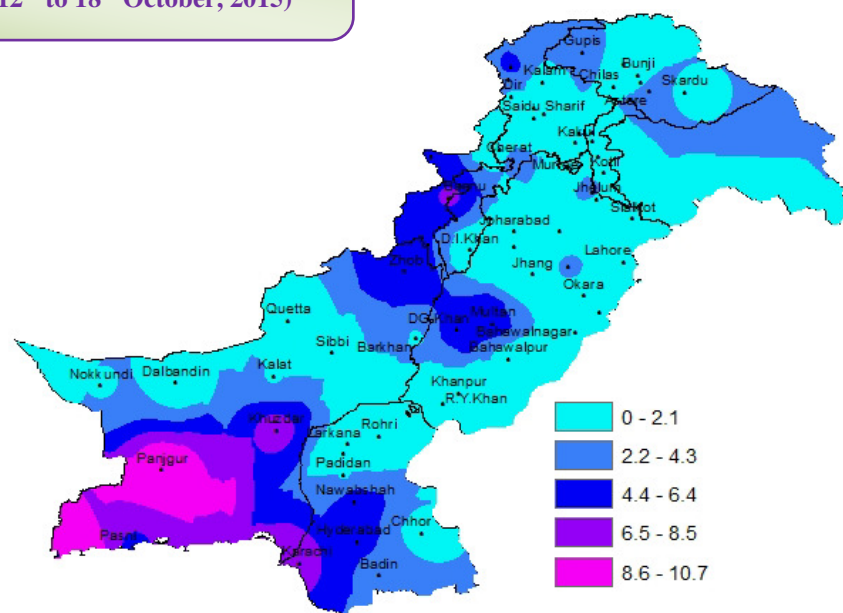 12 to 18 October, 2015)
Gupis
Bunji
Kalam
Chilas
Skardu
Dir
Astore
Saidu Sharif
Kakul
Cherat
Kotli
Bannu
Jhelum
Sialkot
Joharabad
D.I.Khan
Lahore
Zhob
Jhang
Okara
Quetta
DG.Khan
Multan
Bahawalnagar
Sibbi
Barkhan
Bahawalpur
Kalat
Nokkundi
Dalbandin
Khanpur
R.Y.Khan
Khuzdar
Larkana
Rohri
0 - 2.1
Panjgur
Padidan
2.2 - 4.3
Nawabshah
4.4 - 6.4
Pasni
Hyderabad
Chhor
6.5 - 8.5
Karachi
Badin
8.6 - 10.7